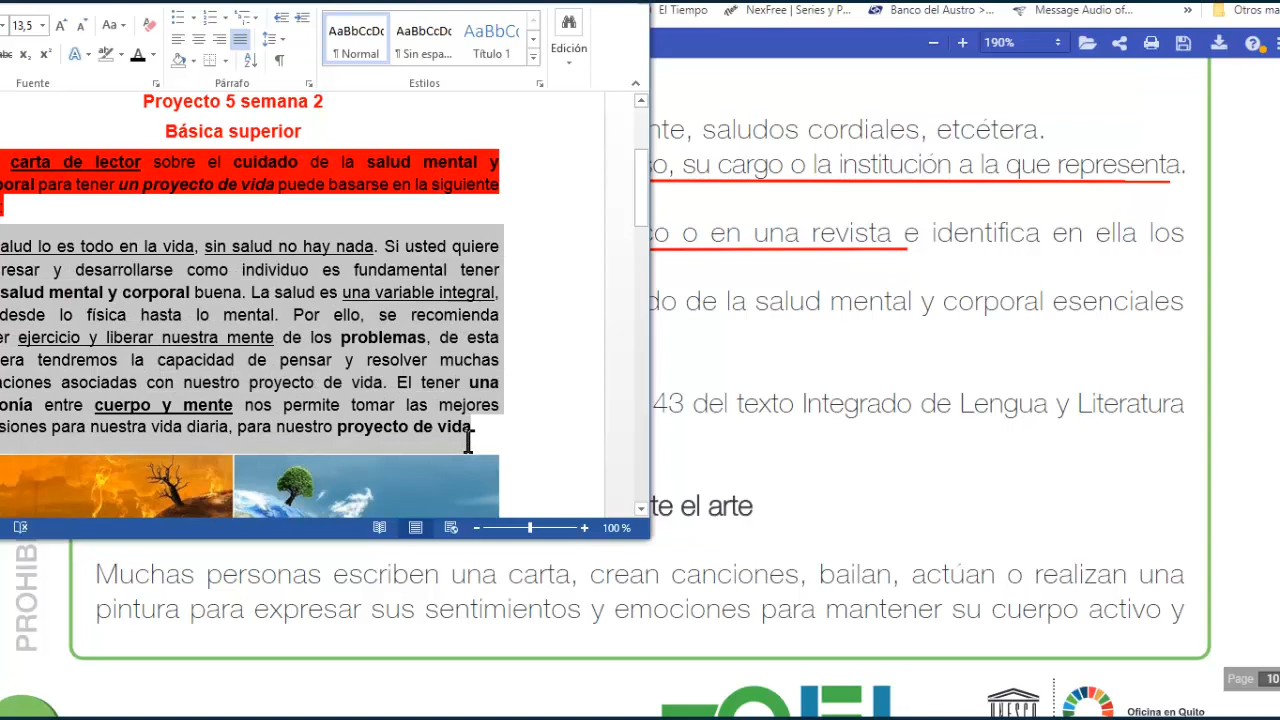 El Tiempo NexFree | Series y P... Banco del Austro ›... Message Audio of... » Otros ma
13,5 Aa
190%
AaBbCcDc AaBbCcDc AaBbC
¶ Normal ¶ Sin espa... Título 1 Edición
Fuente Párrafo Estilos
Proyecto 5 semana 2
Básica superior
carta de lector sobre el cuidado de la salud mental y
poral para tener un proyecto de vida puede basarse en la siguiente
alud lo es todo en la vida, sin salud no hay nada. Si usted quiere
resar y desarrollarse como individuo es fundamental tener
salud mental y corporal buena. La salud es una variable integral,
desde lo física hasta lo mental. Por ello, se recomienda
er ejercicio y liberar nuestra mente de los problemas, de esta
era tendremos la capacidad de pensar y resolver muchas
aciones asociadas con nuestro proyecto de vida. El tener una
onía entre cuerpo y mente nos permite tomar las mejores
siones para nuestra vida diaria, para nuestro proyecto de vida.
100 %
nte, saludos cordiales, etcétera.
so, su cargo o la institución a la que representa.
co o en una revista e identifica en ella los
do de la salud mental y corporal esenciales
43 del texto Integrado de Lengua y Literatura
te el arte
PROHIBI
Muchas personas escriben una carta, crean canciones, bailan, actúan o realizan una
pintura para expresar sus sentimientos y emociones para mantener su cuerpo activo y
Page 10
OEI
UNESCO
Oficina en Quito